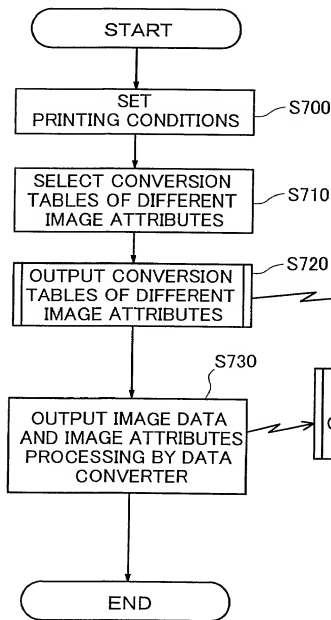 START
SET
PRINTING CONDITIONS
S700
SELECT CONVERSION
TABLES OF DIFFERENT
IMAGE ATTRIBUTES
S710
OUTPUT CONVERSION
TABLES OF DIFFERENT
IMAGE ATTRIBUTES
S720
S730
OUTPUT IMAGE DATA
AND IMAGE ATTRIBUTES
PROCESSING BY DATA
CONVERTER
END